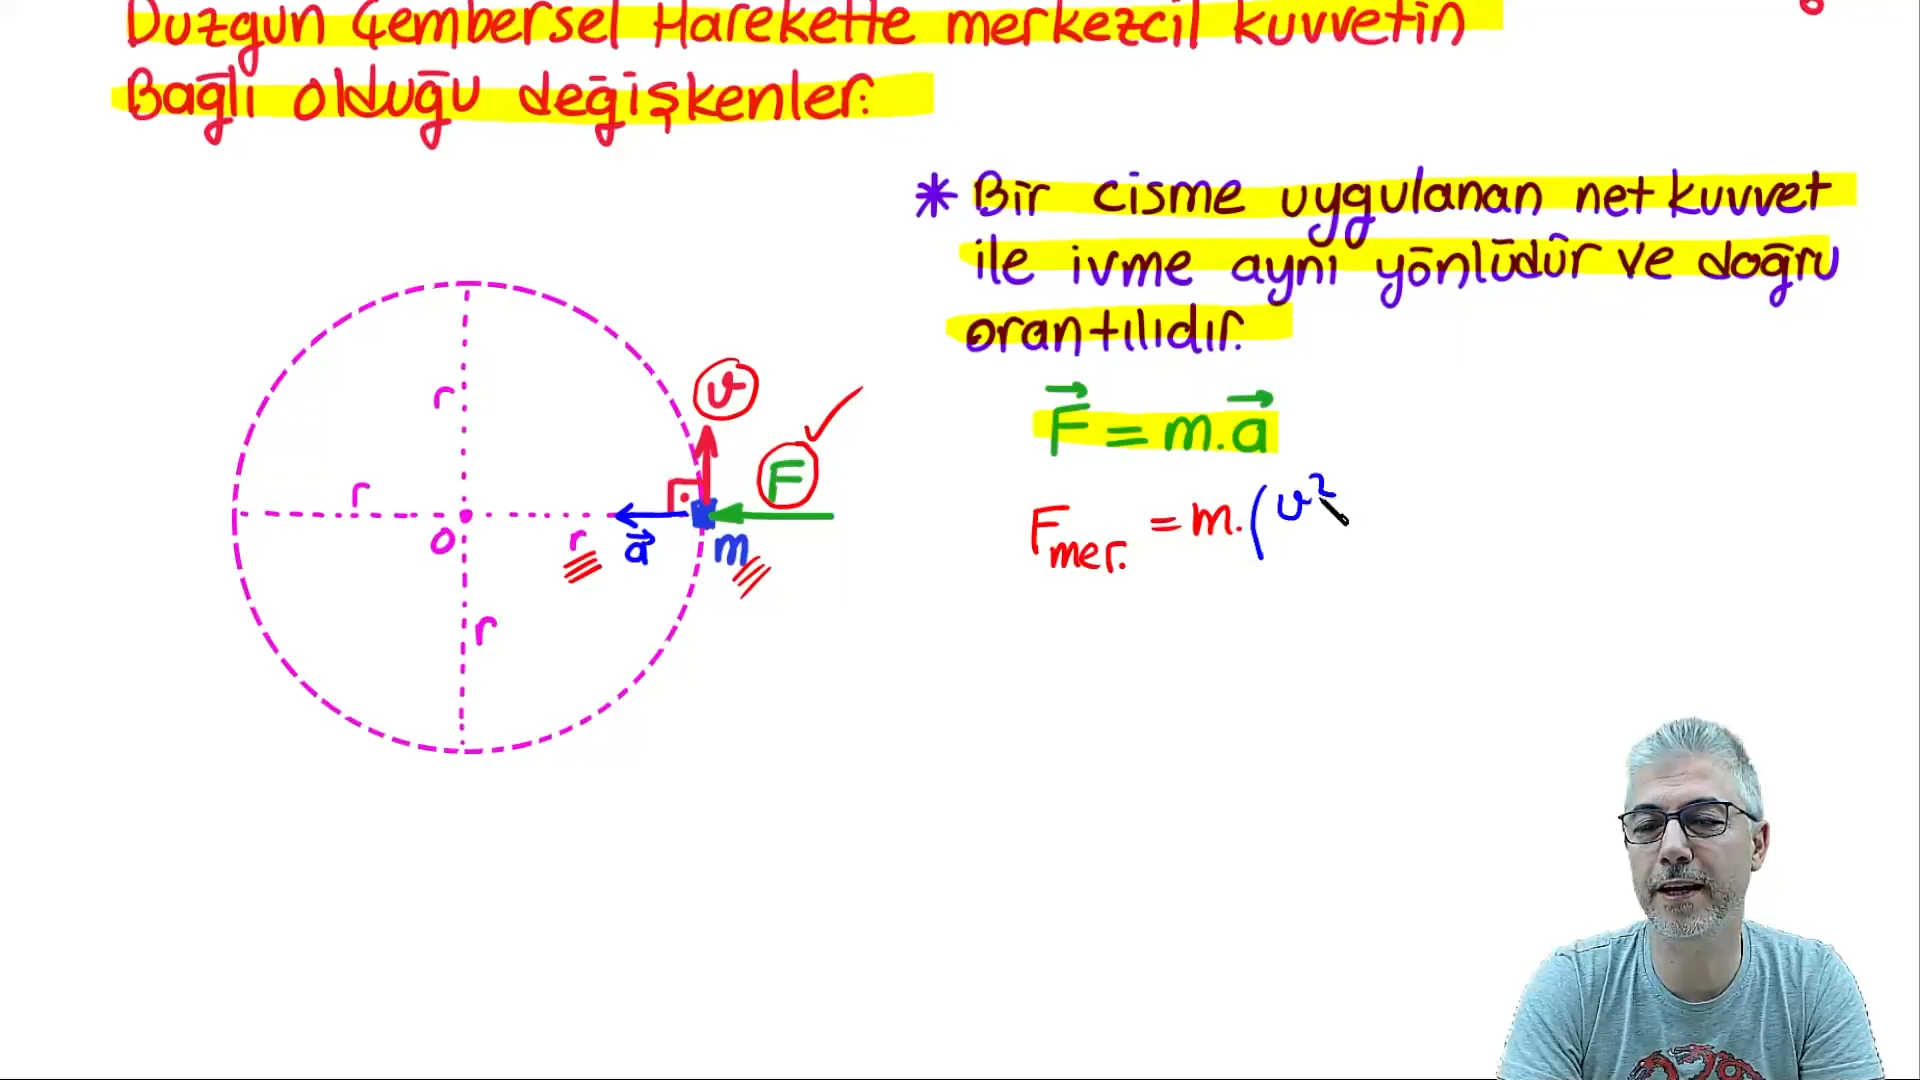 Düzgün Çembersel Harekette merkezcil kuvvetin
Bağlı olduğu değişkenler:
* Bir cisme uygulanan net kuvvet
ile ivme aynı yönlüdür ve doğru
orantılıdır.
F = m.a
F mer. = m.(v²
r
r
O
r
r
a
m
v
F